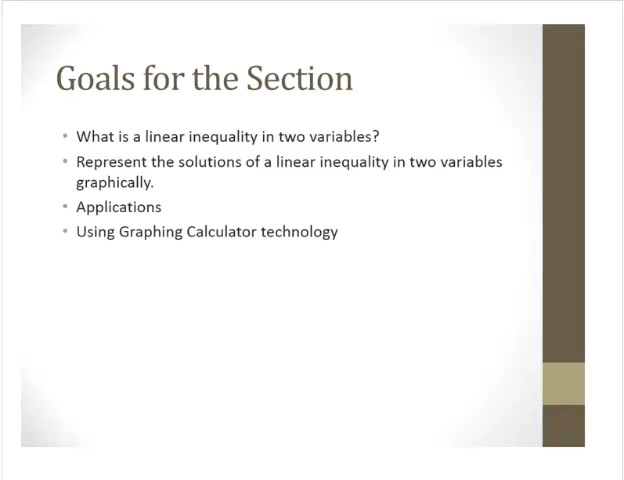 Goals for the Section
• What is a linear inequality in two variables?
• Represent the solutions of a linear inequality in two variables
graphically.
• Applications
• Using Graphing Calculator technology